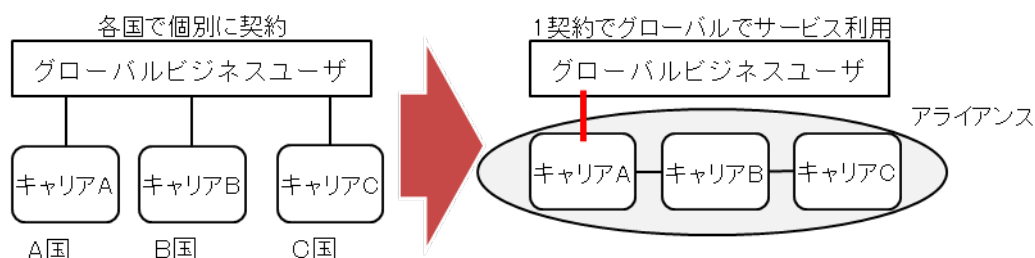 各国で個別に契約
グローバルビジネスユーザ
キャリアA
キャリアB
キャリアC
A国
B国
C国
1契約でグローバルでサービス利用
グローバルビジネスユーザ
アライアンス
キャリアA
キャリアB
キャリアC